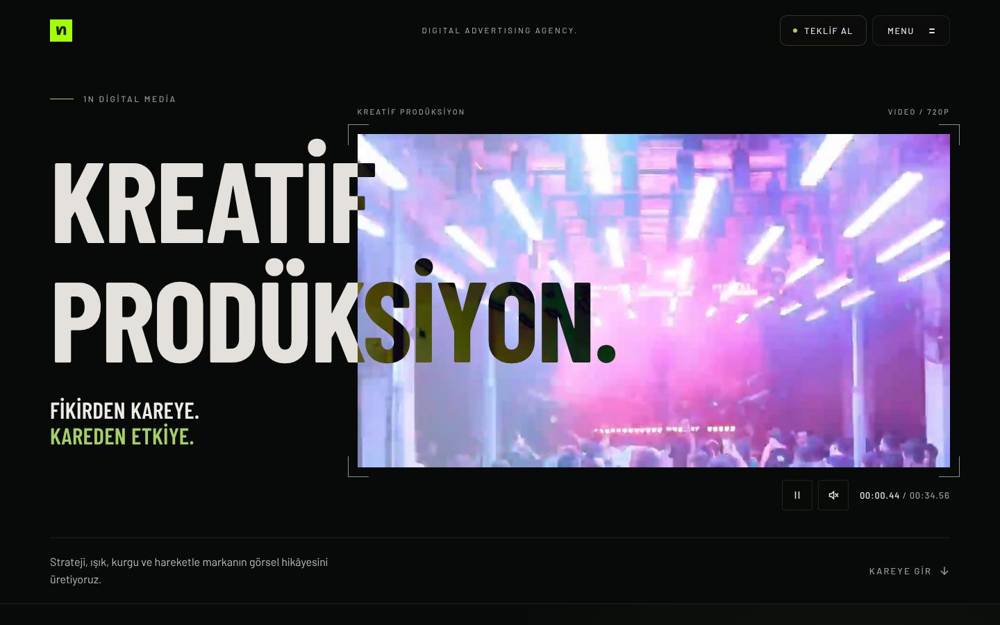 DIGITAL ADVERTISING AGENCY.
TEKLİF AL
MENU
1N DİGİTAL MEDİA
KREATİF PRODÜKSİYON
VIDEO / 720P
KREATİF
PRODÜKSİYON.
FİKİRDEN KAREYE.
KAREDEN ETKİYE.
00:00.44 / 00:34.56
Strateji, ışık, kurgu ve hareketle markanın görsel hikâyesini
üretiyoruz.
KAREYE GİR